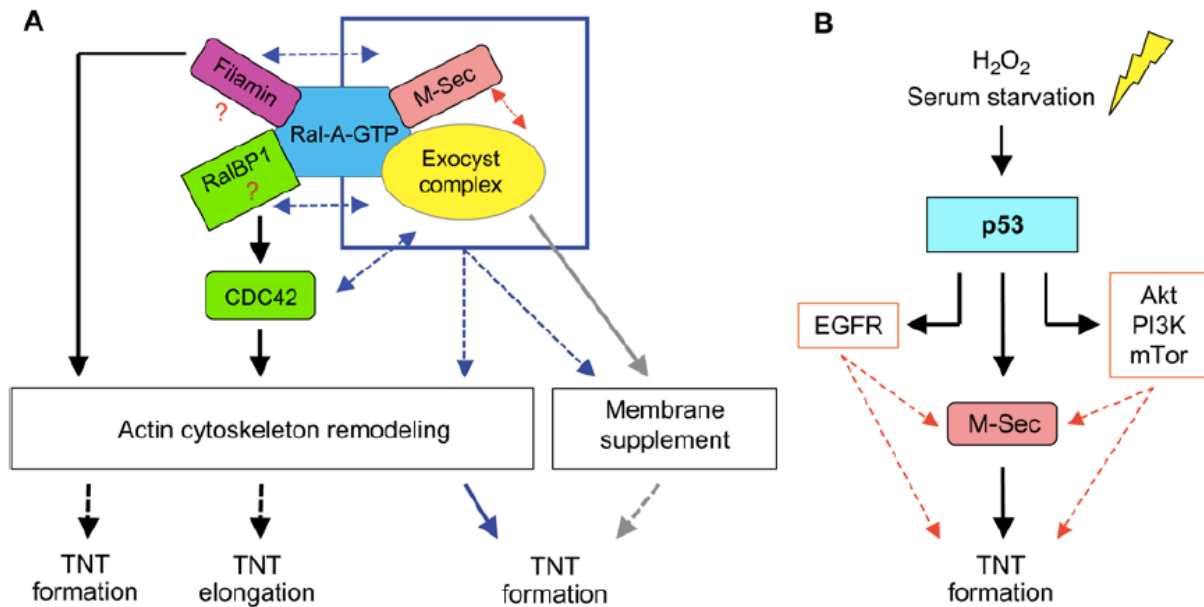 A
Filamin
?
M-Sec
Ral-A-GTP
RalBP1
?
Exocyst
complex
CDC42
Actin cytoskeleton remodeling
Membrane
supplement
TNT
formation
TNT
elongation
TNT
formation
B
H₂O₂
Serum starvation
p53
EGFR
Akt
PI3K
mTor
M-Sec
TNT
formation